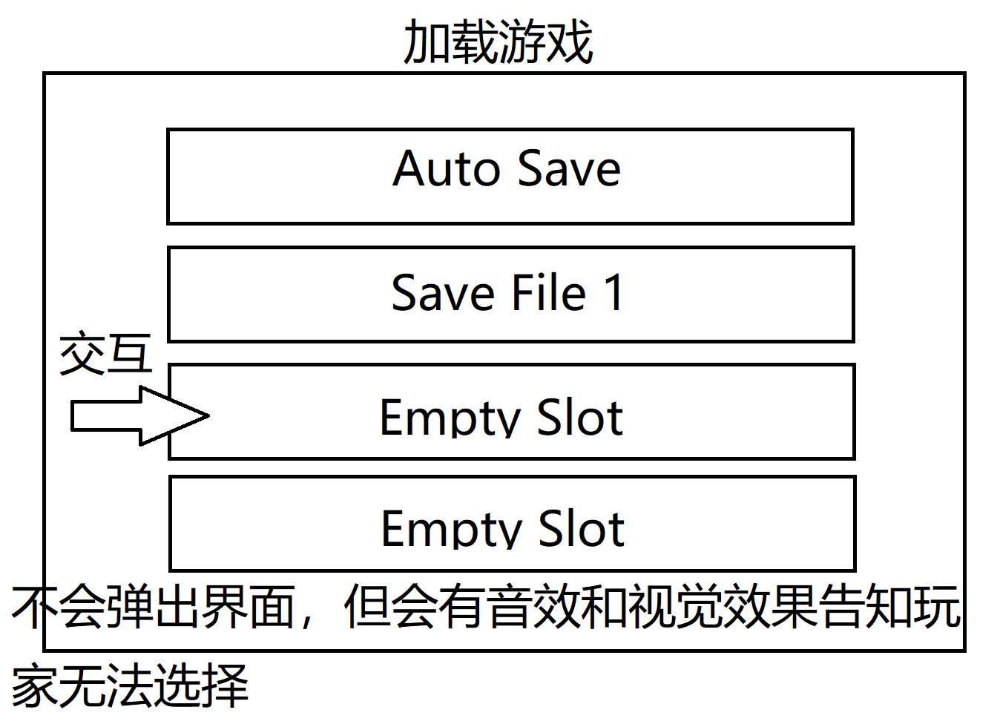 加载游戏
Auto Save
Save File 1
交互
Empty Slot
Empty Slot
不会弹出界面，但会有音效和视觉效果告知玩
家无法选择